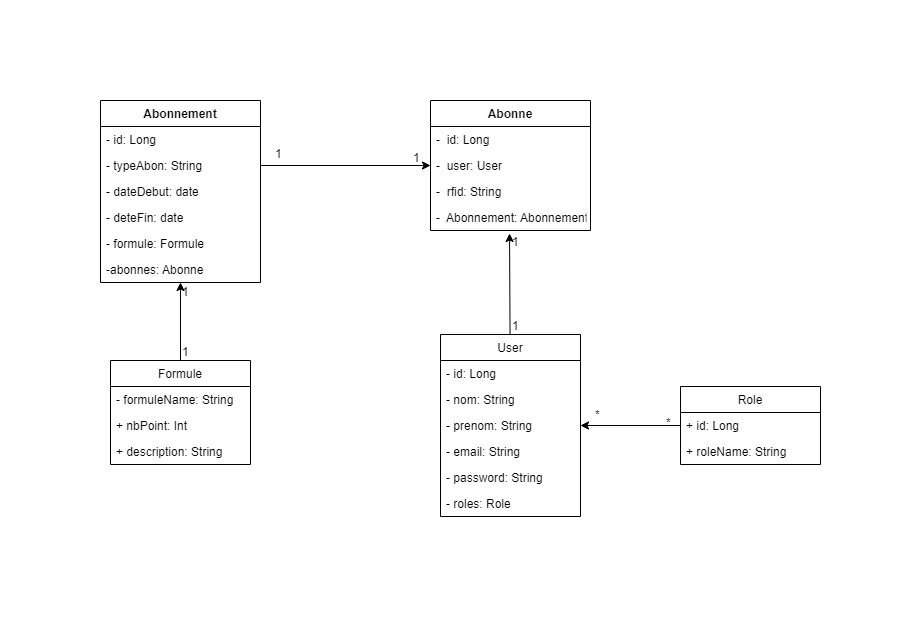 Abonnement
- id: Long
- typeAbon: String
- dateDebut: date
- deteFin: date
- formule: Formule
-abonnes: Abonne
1
1
Abonne
- id: Long
- user: User
- rfid: String
- Abonnement: Abonnement
1
1
1
1
Formule
- formuleName: String
+ nbPoint: Int
+ description: String
User
- id: Long
- nom: String
- prenom: String
- email: String
- password: String
- roles: Role
*
*
Role
+ id: Long
+ roleName: String